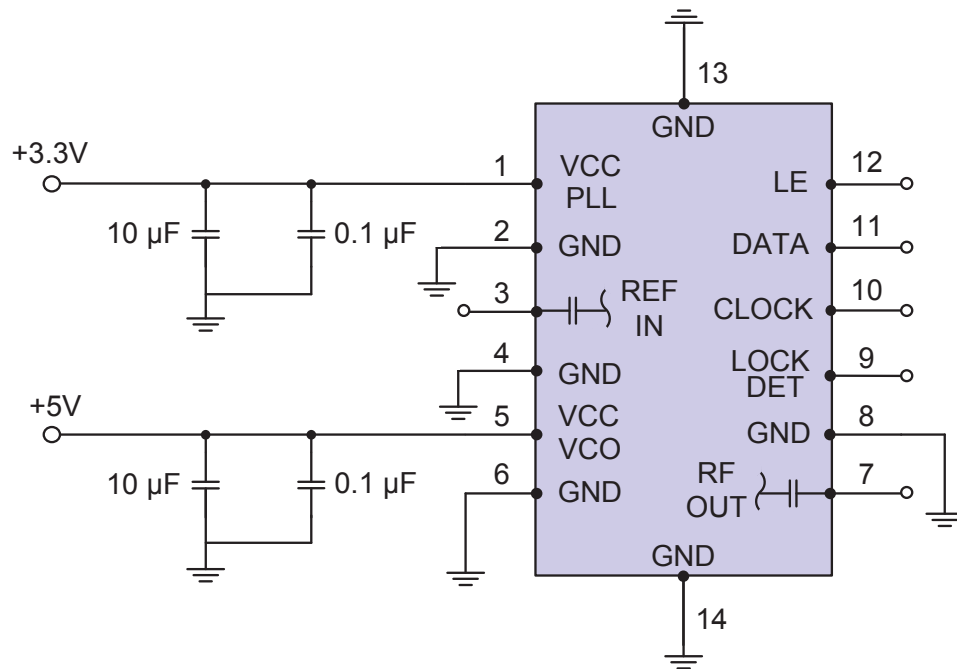 13
GND
+3.3V
1
VCC
PLL
12
LE
10 µF
0.1 µF
2
GND
11
DATA
3
REF
IN
10
CLOCK
4
GND
9
LOCK
DET
+5V
5
VCC
VCO
8
GND
10 µF
0.1 µF
6
GND
7
RF
OUT
GND
14